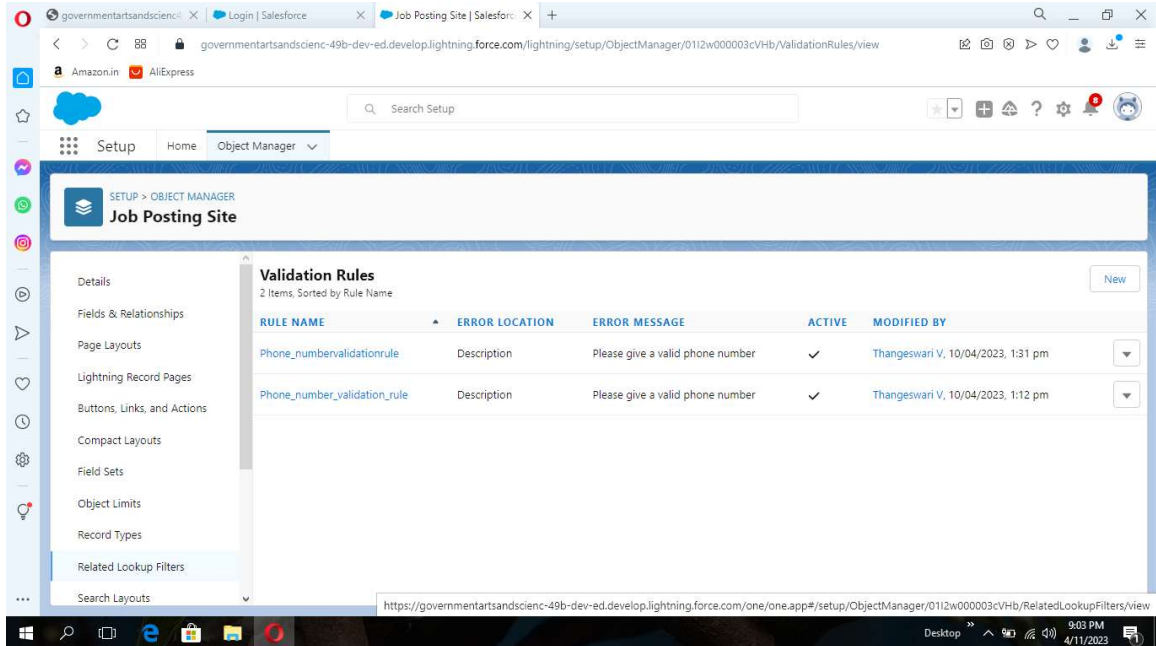 governmentartsandscienc
Login | Salesforce
Job Posting Site | Salesforc
governmentartsandscienc-49b-dev-ed.develop.lightning.force.com/lightning/setup/ObjectManager/01I2w000003cVHb/ValidationRules/view
Amazon.in AliExpress
Search Setup
8
Setup Home Object Manager
SETUP > OBJECT MANAGER
Job Posting Site
Details
Fields & Relationships
Page Layouts
Lightning Record Pages
Buttons, Links, and Actions
Compact Layouts
Field Sets
Object Limits
Record Types
Related Lookup Filters
Search Layouts
Validation Rules
2 Items, Sorted by Rule Name
New
RULE NAME ERROR LOCATION ERROR MESSAGE ACTIVE MODIFIED BY
Phone_numbervalidationrule Description Please give a valid phone number ✓ Thangeswari V, 10/04/2023, 1:31 pm
Phone_number_validation_rule Description Please give a valid phone number ✓ Thangeswari V, 10/04/2023, 1:12 pm
https://governmentartsandscienc-49b-dev-ed.develop.lightning.force.com/one/one.app#/setup/ObjectManager/01I2w000003cVHb/RelatedLookupFilters/view
Desktop
9:03 PM
4/11/2023